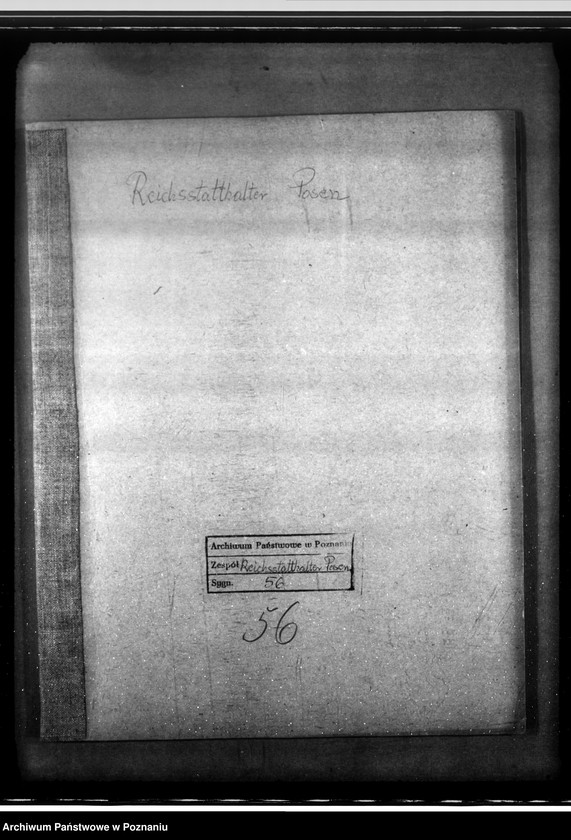 Reichsstatthalter Posen
Archiwum Państwowe w Poznaniu
Zespół Reichsstatthalter Posen
Sygn. 56
56
Archiwum Państwowe w Poznaniu